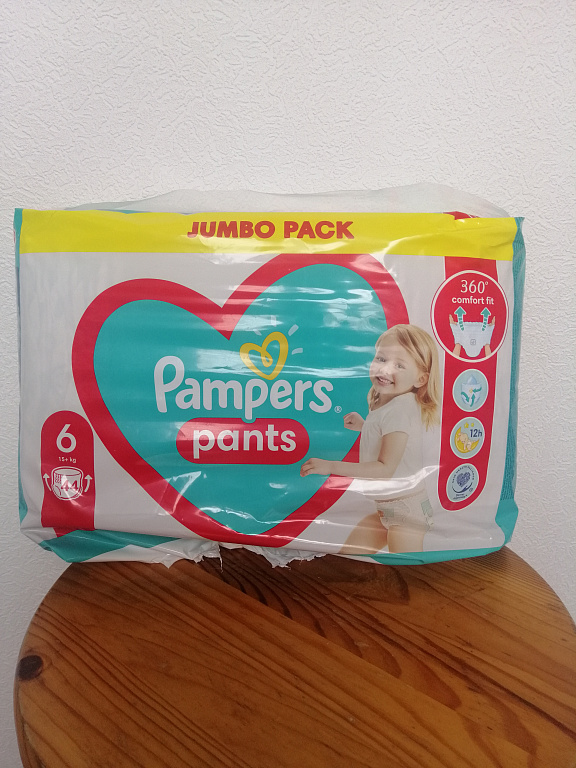 JUMBO PACK
360°
comfort fit
Pampers®
pants
6
15+ kg
44
12h